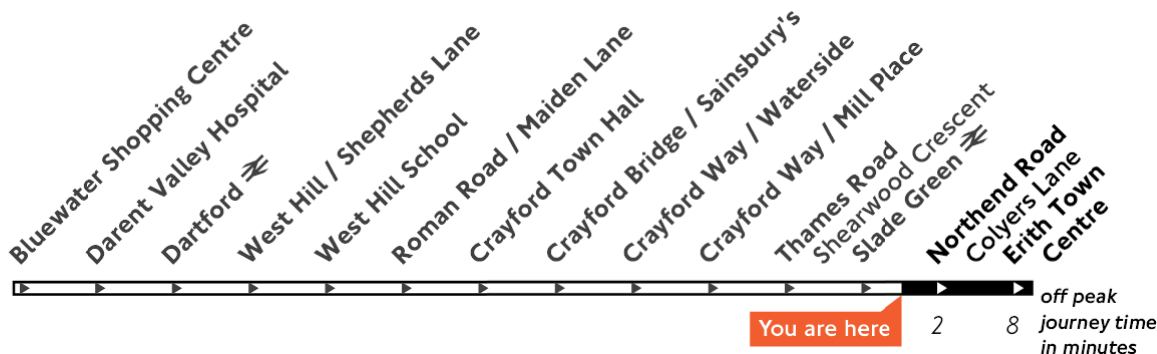 Bluewater Shopping Centre
Darent Valley Hospital
Dartford
West Hill / Shepherds Lane
West Hill School
Roman Road / Maiden Lane
Crayford Town Hall
Crayford Bridge / Sainsbury's
Crayford Way / Waterside
Crayford Way / Mill Place
Thames Road
Shearwood Crescent
Slade Green
Northend Road
Colyers Lane
Erith Town
Centre
You are here
2
8
off peak
journey time
in minutes